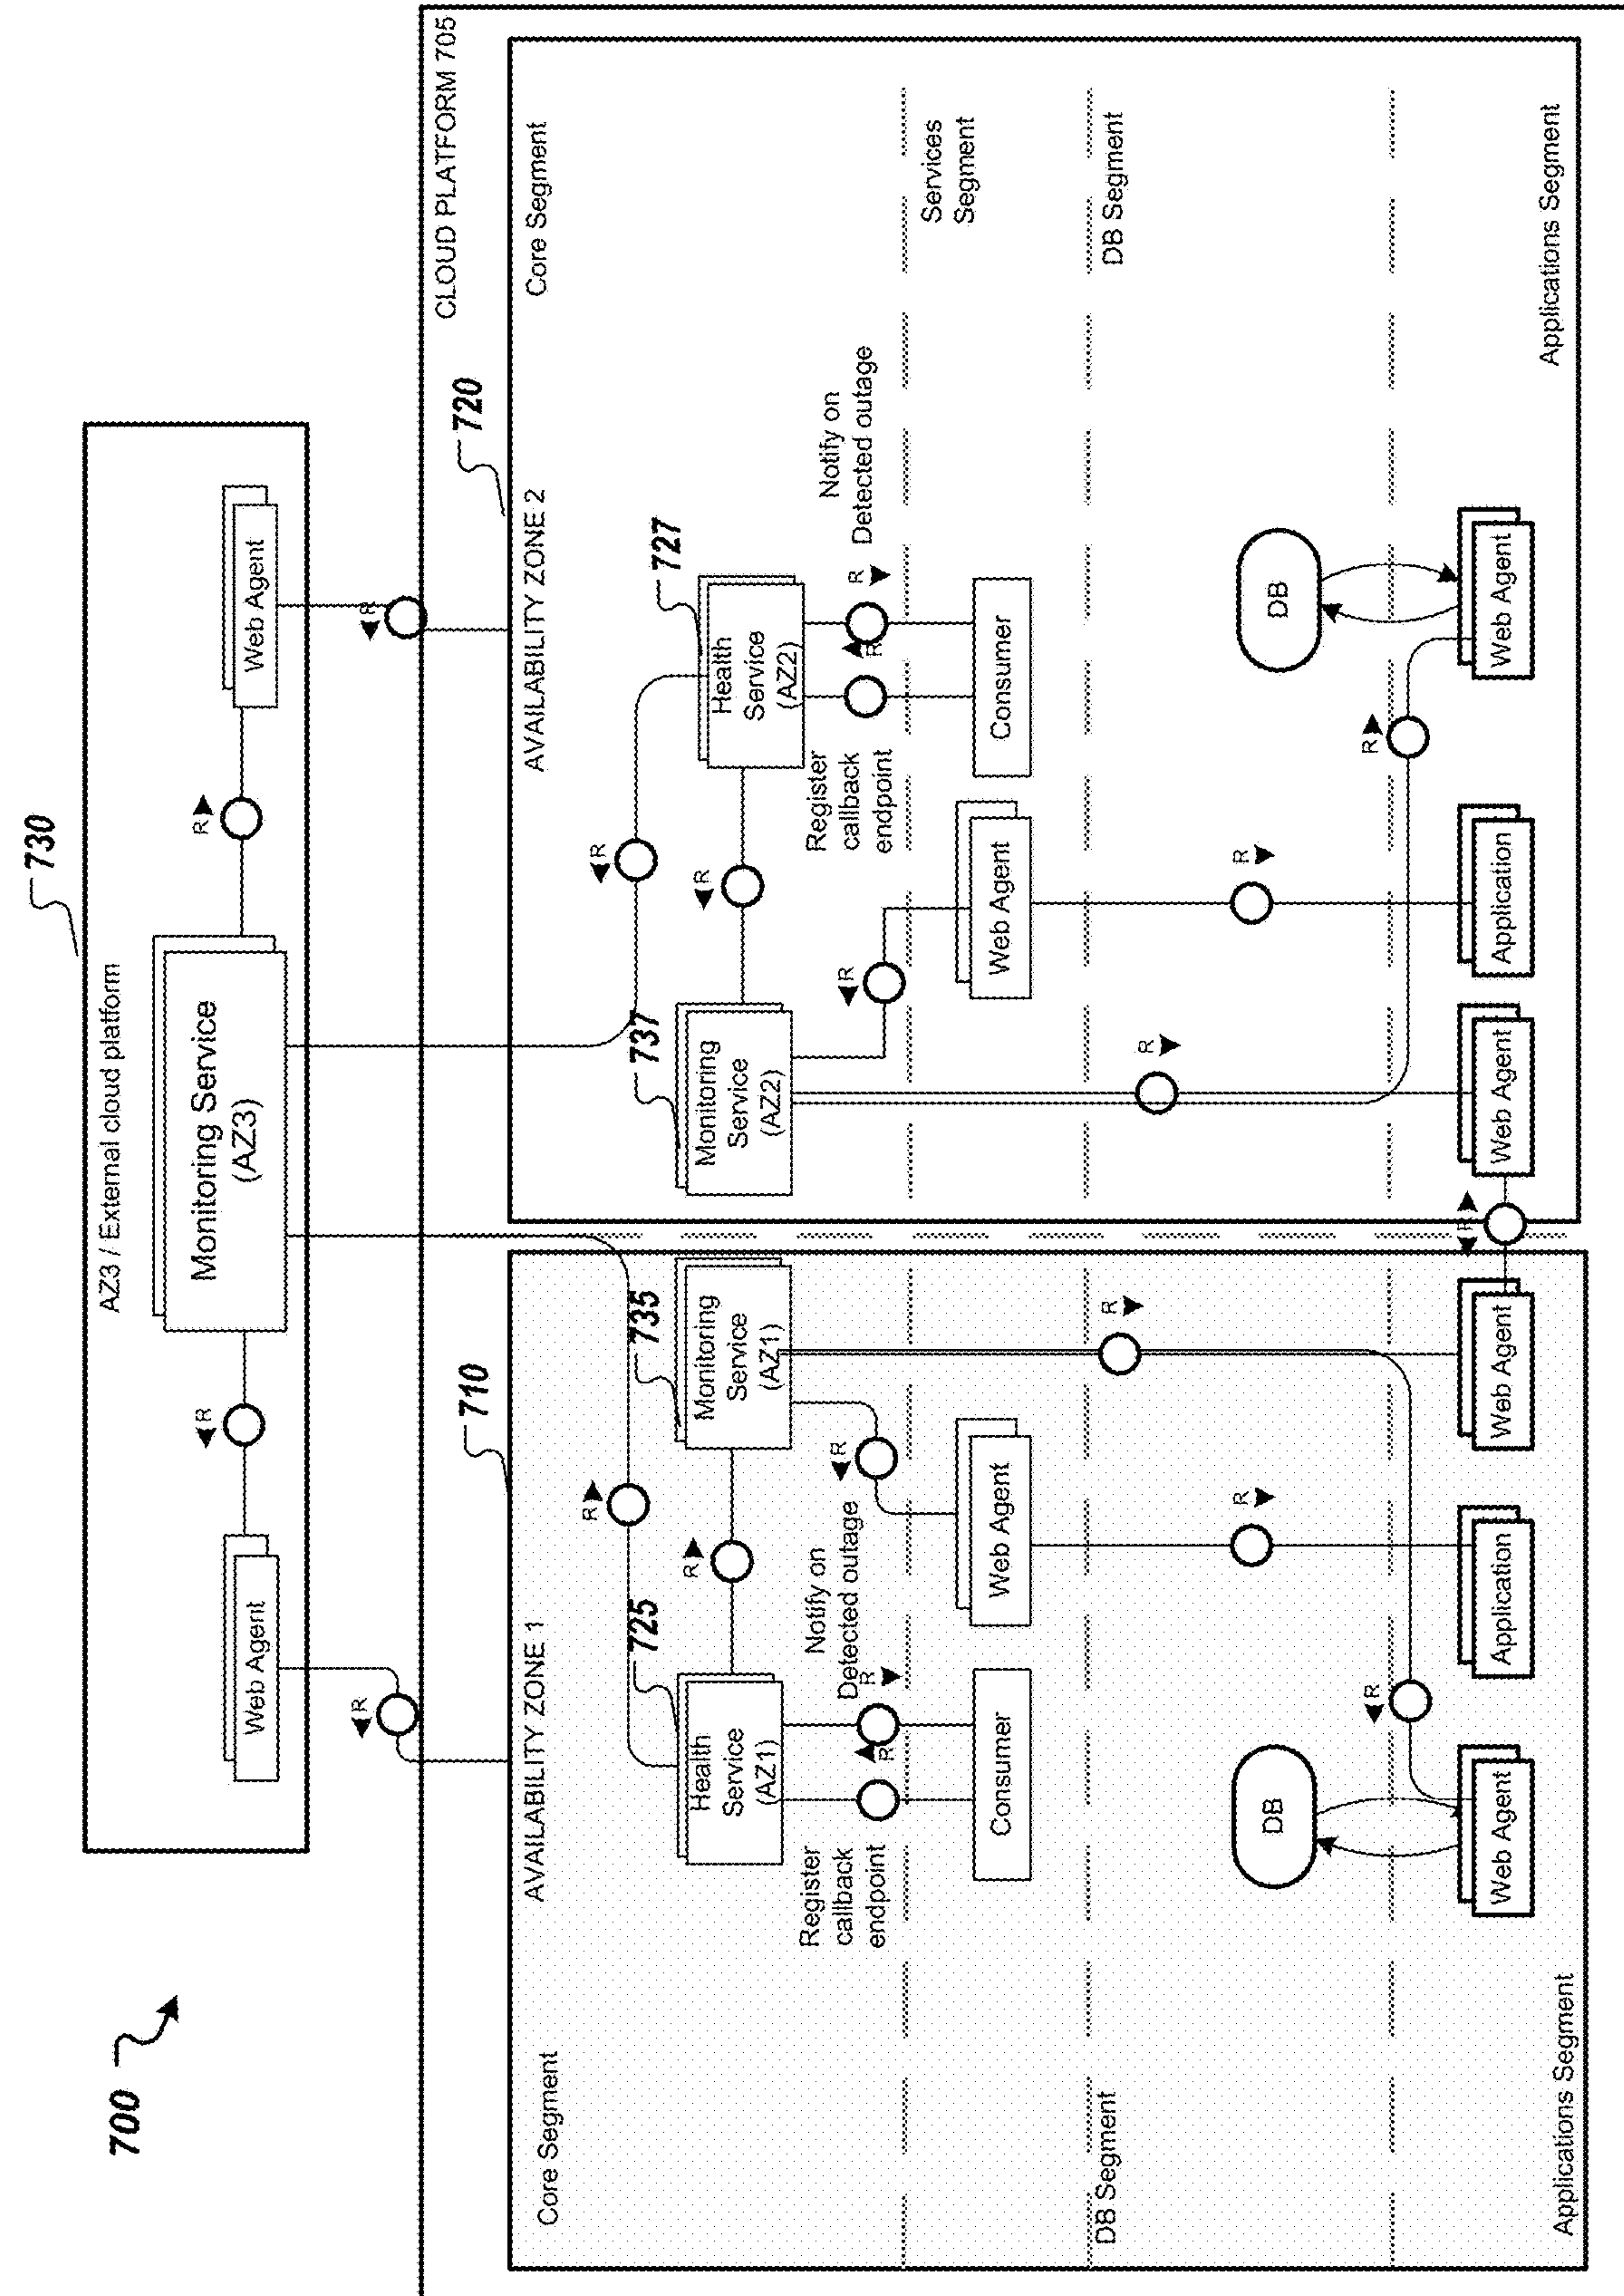 700
730
AZ3 / External cloud platform
Web Agent
R
Monitoring Service
(AZ3)
R
Web Agent
R
R
CLOUD PLATFORM 705
710
AVAILABILITY ZONE 1
Core Segment
R
725
Health
Service
(AZ1)
R
735
Monitoring
Service
(AZ1)
Register
callback
endpoint
R
R
Notify on
Detected outage
R
Consumer
Web Agent
DB Segment
R
R
DB
R
Web Agent
Application
Web Agent
Applications Segment
R
720
AVAILABILITY ZONE 2
Core Segment
R
737
Monitoring
Service
(AZ2)
R
727
Health
Service
(AZ2)
Register
callback
endpoint
R
R
Notify on
Detected outage
R
Services
Segment
Web Agent
Consumer
DB Segment
R
R
DB
R
Web Agent
Application
Web Agent
Applications Segment